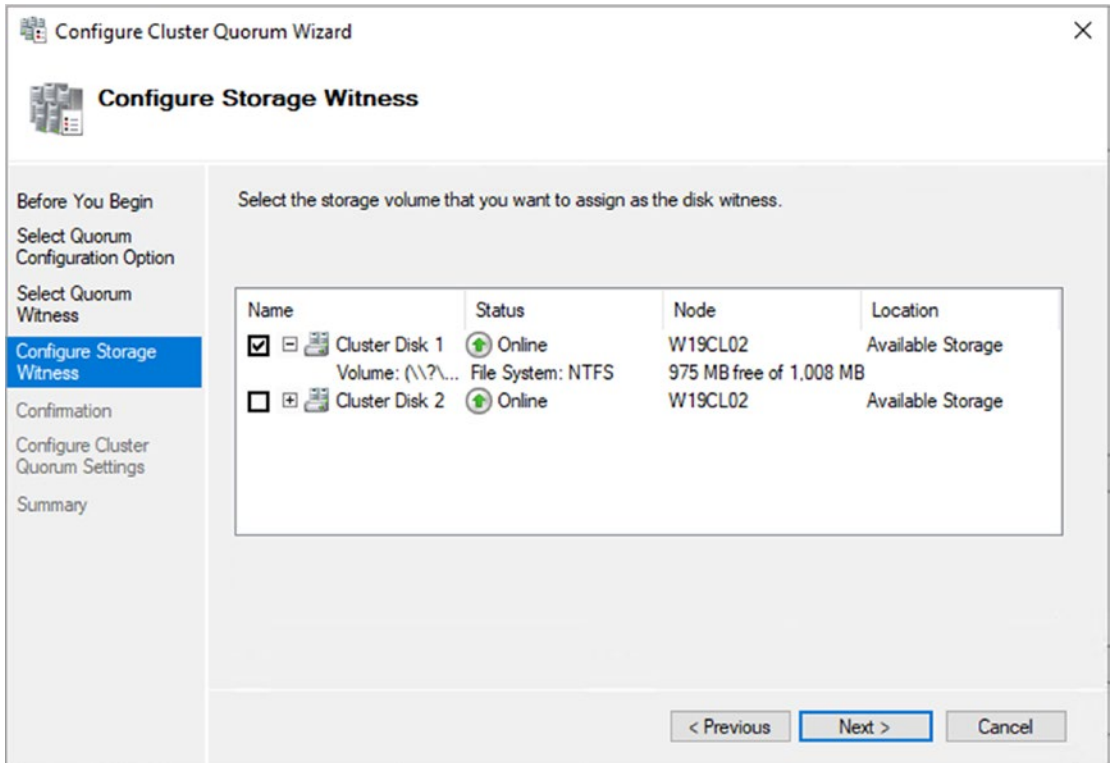 Configure Cluster Quorum Wizard
Configure Storage Witness
Before You Begin
Select Quorum
Configuration Option
Select Quorum
Witness
Configure Storage
Witness
Confirmation
Configure Cluster
Quorum Settings
Summary
Select the storage volume that you want to assign as the disk witness.
Name Status Node Location
Cluster Disk 1 Online W19CL02 Available Storage
Volume: (\\?\... File System: NTFS 975 MB free of 1,008 MB
Cluster Disk 2 Online W19CL02 Available Storage
< Previous Next > Cancel